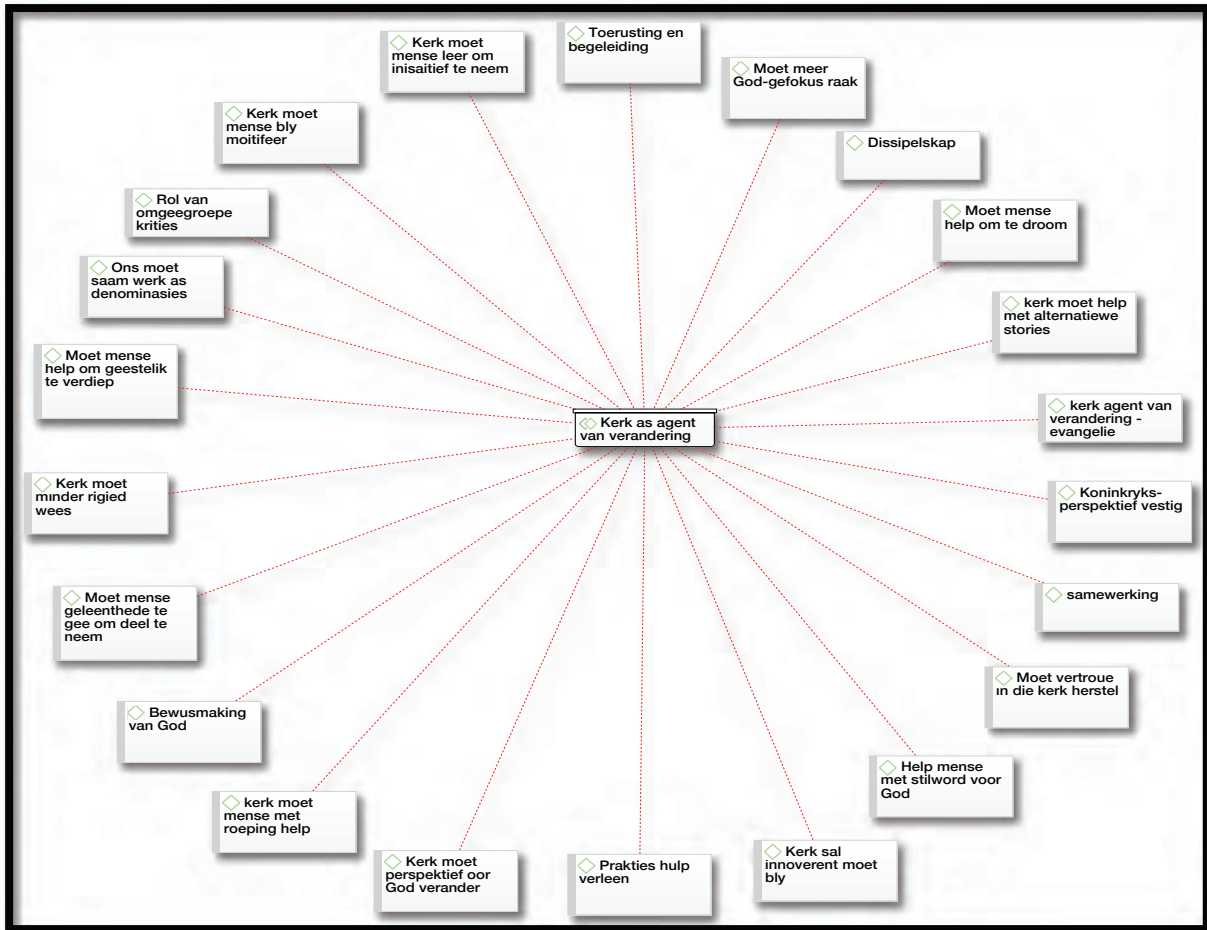 Toerusting en
begeleiding
Kerk moet
mense leer om
inisaitief te neem
Moet meer
God-gefokus raak
Kerk moet
mense bly
moitifeer
Dissipelskap
Rol van
omgeegroepe
krities
Moet mense
help om te droom
Ons moet
saam werk as
denominasies
kerk moet help
met alternatiewe
stories
Moet mense
help om geestelik
te verdiep
kerk agent van
verandering -
evangelie
Kerk as agent
van verandering
Kerk moet
minder rigied
wees
Koninkryks-
perspektief vestig
Moet mense
geleenthede te
gee om deel te
neem
samewerking
Moet vertroue
in die kerk herstel
Bewusmaking
van God
Help mense
met stilword voor
God
kerk moet
mense met
roeping help
Kerk moet
perspektief oor
God verander
Prakties hulp
verleen
Kerk sal
innoverent moet
bly